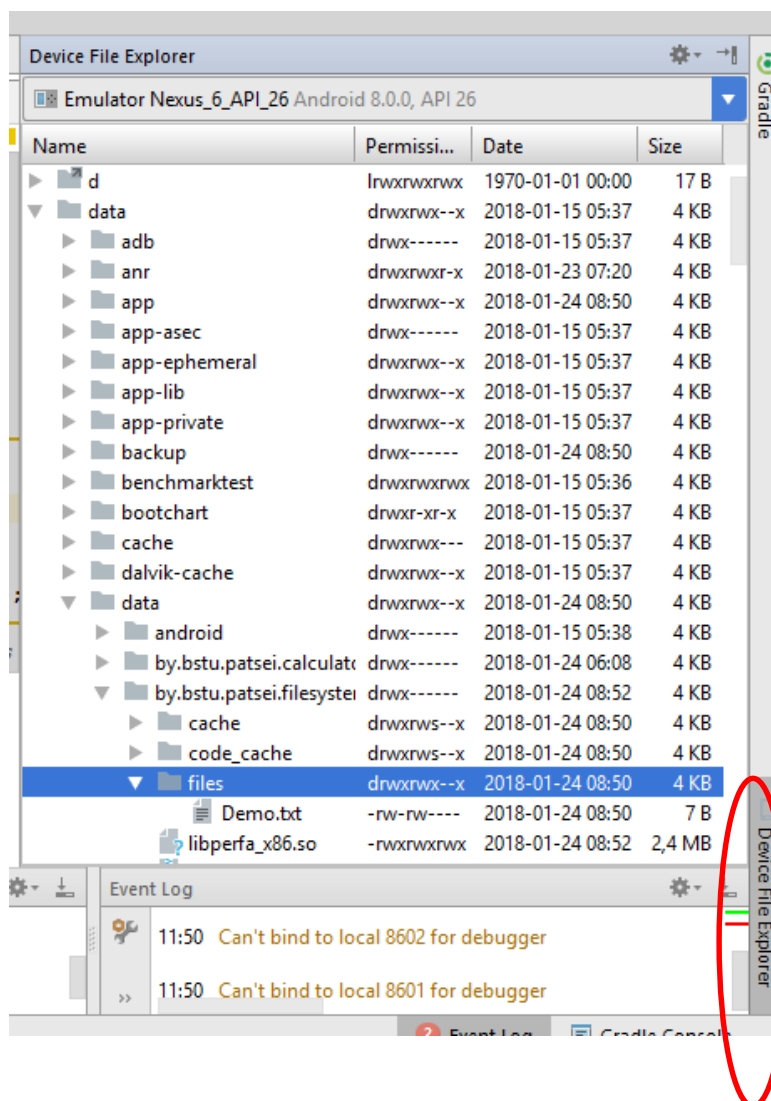 Device File Explorer
Gradle
Emulator Nexus_6_API_26 Android 8.0.0, API 26
Name Permissi... Date Size
d lrwxrwxrwx 1970-01-01 00:00 17 B
data drwxrwx--x 2018-01-15 05:37 4 KB
adb drwx------ 2018-01-15 05:37 4 KB
anr drwxrwxr-x 2018-01-23 07:20 4 KB
app drwxrwx--x 2018-01-24 08:50 4 KB
app-asec drwx------ 2018-01-15 05:37 4 KB
app-ephemeral drwxrwx--x 2018-01-15 05:37 4 KB
app-lib drwxrwx--x 2018-01-15 05:37 4 KB
app-private drwxrwx--x 2018-01-15 05:37 4 KB
backup drwx------ 2018-01-24 08:50 4 KB
benchmarktest drwxrwxrwx 2018-01-15 05:36 4 KB
bootchart drwxr-xr-x 2018-01-15 05:37 4 KB
cache drwxrwx--- 2018-01-15 05:37 4 KB
dalvik-cache drwxrwx--x 2018-01-15 05:37 4 KB
data drwxrwx--x 2018-01-24 08:50 4 KB
android drwx------ 2018-01-15 05:38 4 KB
by.bstu.patsei.calculato drwx------ 2018-01-24 06:08 4 KB
by.bstu.patsei.filesystem drwx------ 2018-01-24 08:52 4 KB
cache drwxrws--x 2018-01-24 08:50 4 KB
code_cache drwxrws--x 2018-01-24 08:50 4 KB
files drwxrwx--x 2018-01-24 08:50 4 KB
Demo.txt -rw-rw---- 2018-01-24 08:50 7 B
libperfa_x86.so -rwxrwxrwx 2018-01-24 08:52 2,4 MB
Device File Explorer
Event Log
11:50 Can't bind to local 8602 for debugger
11:50 Can't bind to local 8601 for debugger
2 Event Log Gradle Console